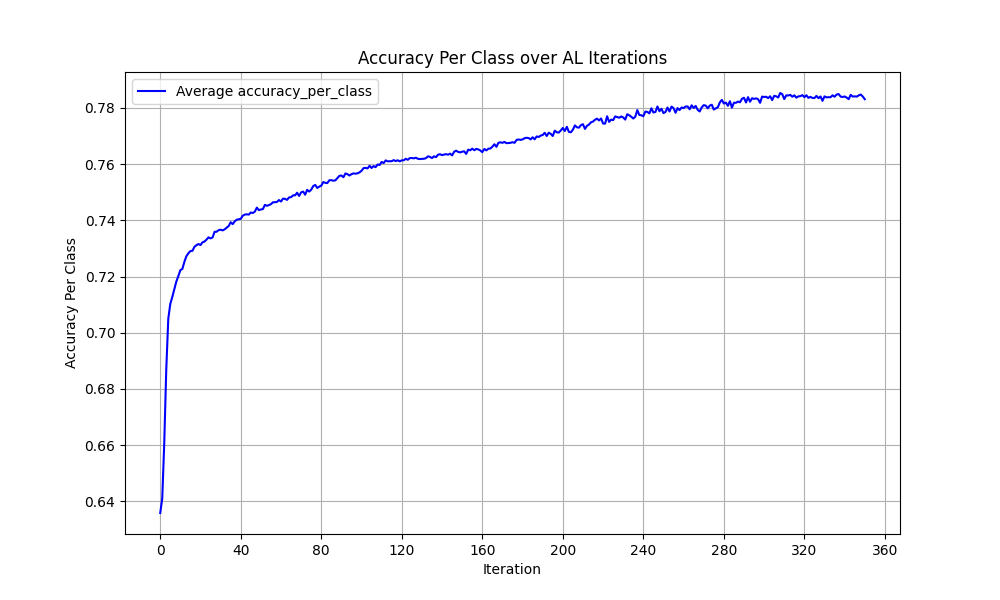 Accuracy Per Class over AL Iterations
Average accuracy_per_class
Accuracy Per Class
0.78
0.76
0.74
0.72
0.70
0.68
0.66
0.64
0 40 80 120 160 200 240 280 320 360
Iteration